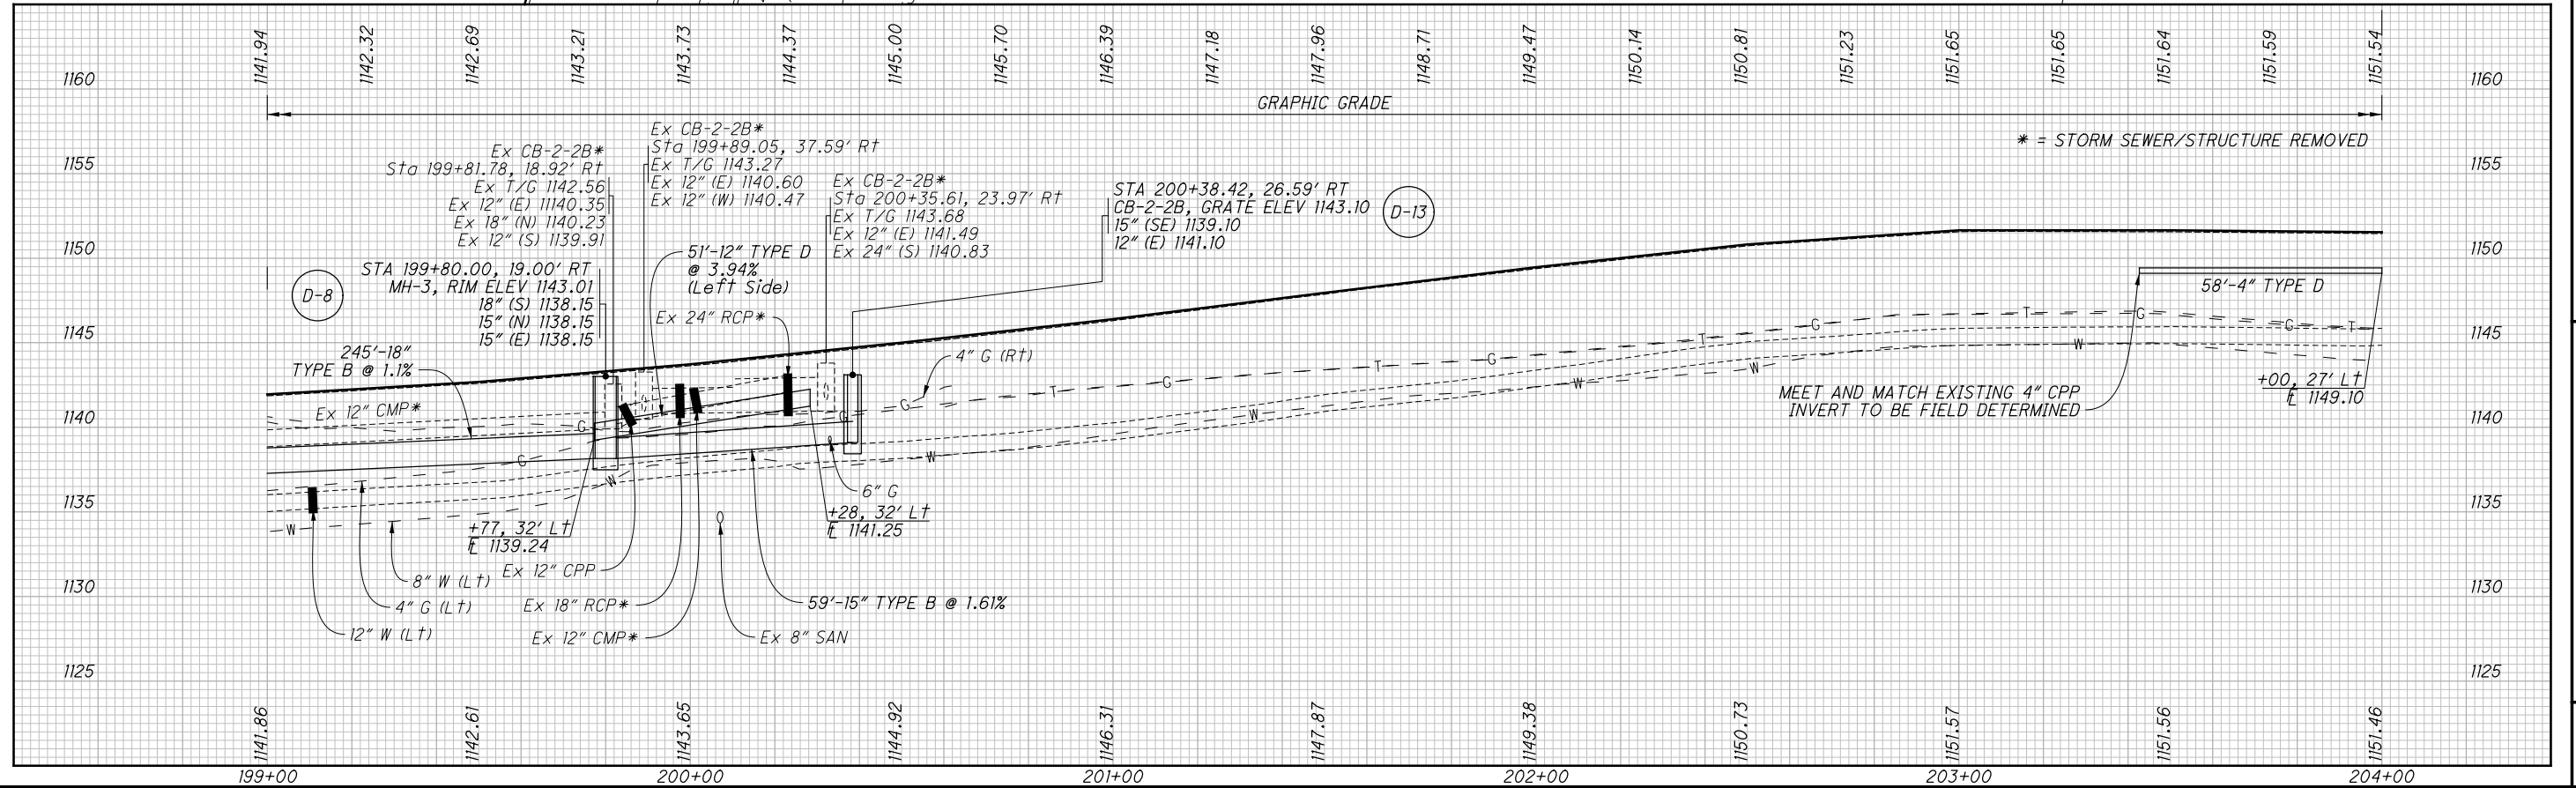 1141.94 1142.32 1142.69 1143.21 1143.73 1144.37 1145.00 1145.70 1146.39 1147.18 1147.96 1148.71 1149.47 1150.14 1150.81 1151.23 1151.65 1151.65 1151.64 1151.59 1151.54
1160 1160
GRAPHIC GRADE
* = STORM SEWER/STRUCTURE REMOVED
1155 1155
Ex CB-2-2B*
Sta 199+81.78, 18.92' Rt
Ex T/G 1142.56
Ex 12" (E) 11140.35
Ex 18" (N) 1140.23
Ex 12" (S) 1139.91
Ex CB-2-2B*
Sta 199+89.05, 37.59' Rt
Ex T/G 1143.27
Ex 12" (E) 1140.60
Ex 12" (W) 1140.47
Ex CB-2-2B*
Sta 200+35.61, 23.97' Rt
Ex T/G 1143.68
Ex 12" (E) 1141.49
Ex 24" (S) 1140.83
STA 200+38.42, 26.59' RT
CB-2-2B, GRATE ELEV 1143.10
15" (SE) 1139.10
12" (E) 1141.10
D-13
1150 1150
D-8
STA 199+80.00, 19.00' RT
MH-3, RIM ELEV 1143.01
18" (S) 1138.15
15" (N) 1138.15
15" (E) 1138.15
51'-12" TYPE D
@ 3.94%
(Left Side)
Ex 24" RCP*
58'-4" TYPE D
1145 1145
245'-18"
TYPE B @ 1.1%
4" G (Rt)
T G T G T G T G T G T G T G T
W W W W W
MEET AND MATCH EXISTING 4" CPP
INVERT TO BE FIELD DETERMINED
+00, 27' Lt
FL 1149.10
1140 1140
Ex 12" CMP*
G G
G
W
W
6" G
1135 1135
+77, 32' Lt
FL 1139.24
+28, 32' Lt
FL 1141.25
Ex 12" CPP
8" W (Lt)
1130 1130
4" G (Lt)
Ex 18" RCP*
59'-15" TYPE B @ 1.61%
12" W (Lt)
Ex 12" CMP*
Ex 8" SAN
1125 1125
1141.86 1142.61 1143.65 1144.92 1146.31 1147.87 1149.38 1150.73 1151.57 1151.56 1151.46
199+00 200+00 201+00 202+00 203+00 204+00